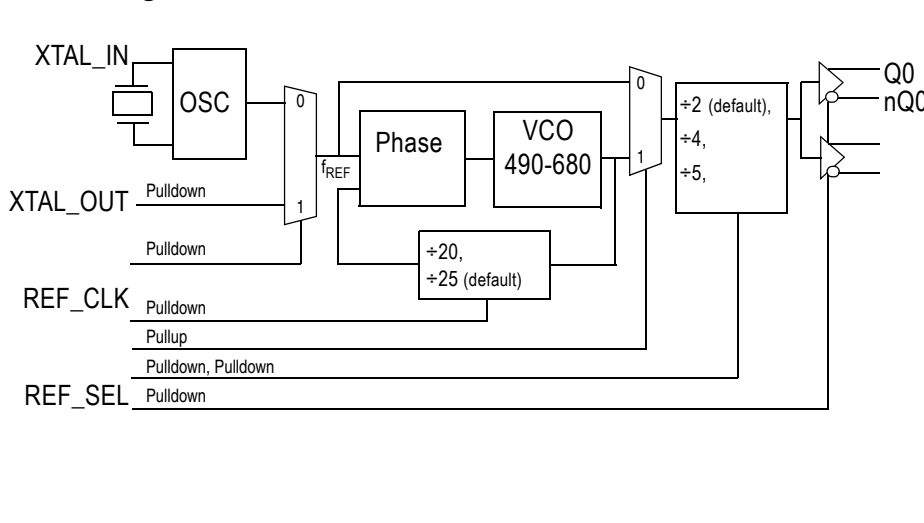 XTAL_IN
OSC
0
0
Q0
÷2 (default),
nQ0
Phase
VCO
÷4,
490-680
1
fREF
÷5,
Pulldown
XTAL_OUT
1
Pulldown
÷20,
÷25 (default)
REF_CLK
Pulldown
Pullup
Pulldown, Pulldown
REF_SEL
Pulldown